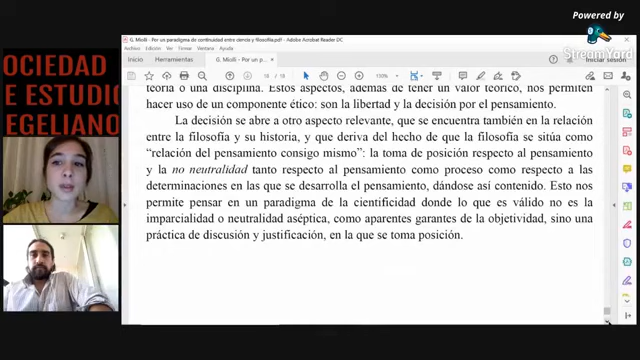 Powered by
StreamYard
OCIEDAD
E ESTUDIO
EGELIANO
G. Miolli - Por un paradigma de continuidad entre ciencia y filosofía.pdf - Adobe Acrobat Reader DC
Archivo Edición Ver Firmar Ventana Ayuda
Inicio Herramientas G. Miolli - Por un p... Iniciar sesión
18 / 18 130%
teoría o una disciplina. Estos aspectos, además de tener un valor teórico, nos permiten
hacer uso de un componente ético: son la libertad y la decisión por el pensamiento.
La decisión se abre a otro aspecto relevante, que se encuentra también en la relación
entre la filosofía y su historia, y que deriva del hecho de que la filosofía se sitúa como
“relación del pensamiento consigo mismo”: la toma de posición respecto al pensamiento
y la no neutralidad tanto respecto al pensamiento como proceso como respecto a las
determinaciones en las que se desarrolla el pensamiento, dándose así contenido. Esto nos
permite pensar en un paradigma de la cientificidad donde lo que es válido no es la
imparcialidad o neutralidad aséptica, como aparentes garantes de la objetividad, sino una
práctica de discusión y justificación, en la que se toma posición.